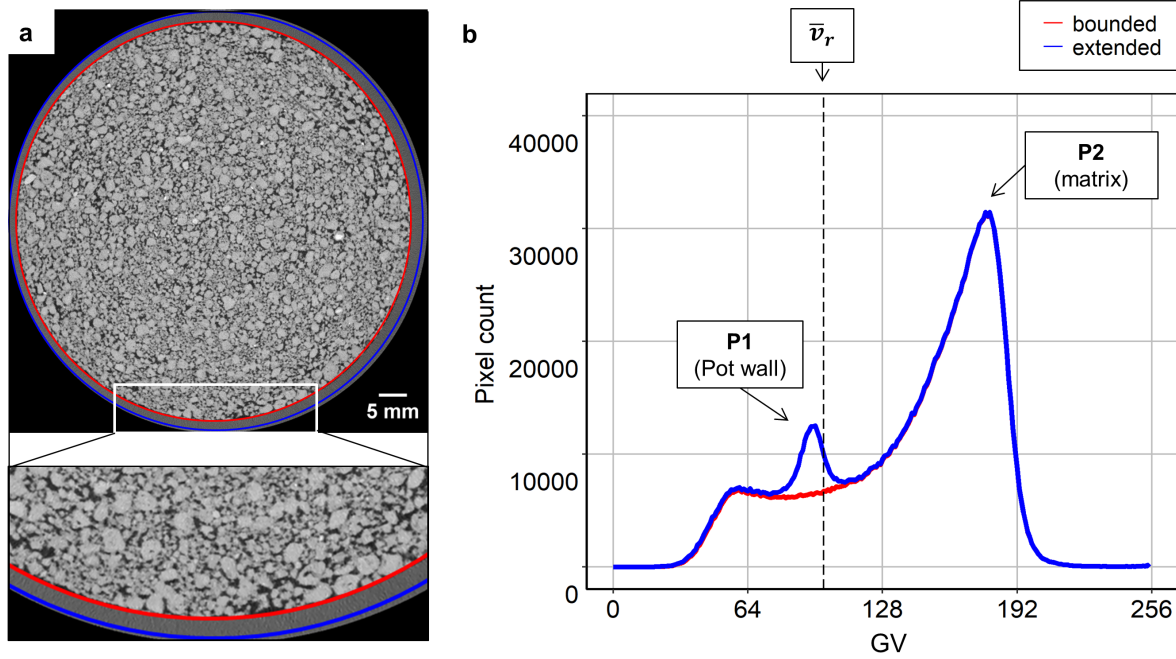 a
5 mm
b
v̅r
bounded
extended
P2
(matrix)
P1
(Pot wall)
Pixel count
40000
30000
20000
10000
0
0 64 128 192 256
GV